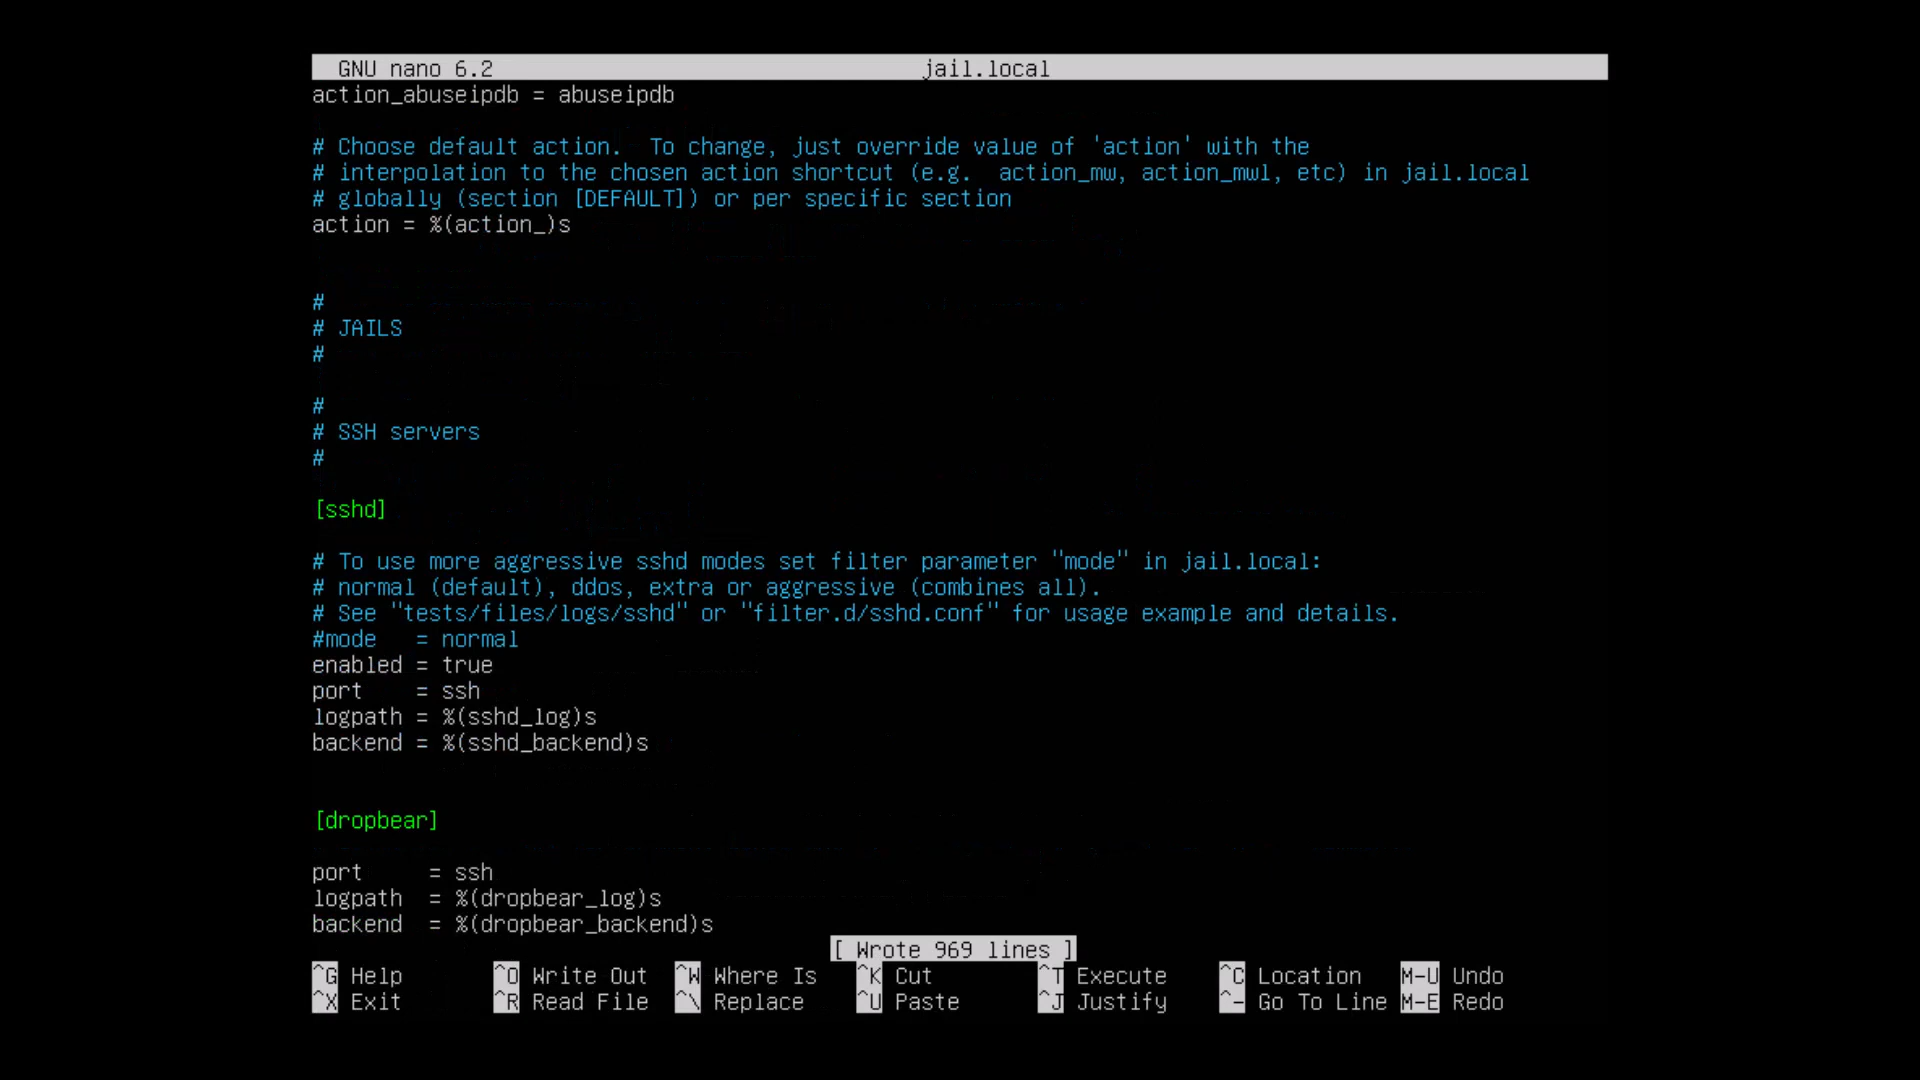 GNU nano 6.2 jail.local
action_abuseipdb = abuseipdb
# Choose default action.  To change, just override value of 'action' with the
# interpolation to the chosen action shortcut (e.g.  action_mw, action_mwl, etc) in jail.local
# globally (section [DEFAULT]) or per specific section
action = %(action_)s
#
# JAILS
#
#
# SSH servers
#
[sshd]
# To use more aggressive sshd modes set filter parameter "mode" in jail.local:
# normal (default), ddos, extra or aggressive (combines all).
# See "tests/files/logs/sshd" or "filter.d/sshd.conf" for usage example and details.
#mode   = normal
enabled = true
port    = ssh
logpath = %(sshd_log)s
backend = %(sshd_backend)s
[dropbear]
port     = ssh
logpath  = %(dropbear_log)s
backend  = %(dropbear_backend)s
[ Wrote 969 lines ]
^G Help ^O Write Out ^W Where Is ^K Cut ^T Execute ^C Location M-U Undo
^X Exit ^R Read File ^\ Replace ^U Paste ^J Justify ^- Go To Line M-E Redo